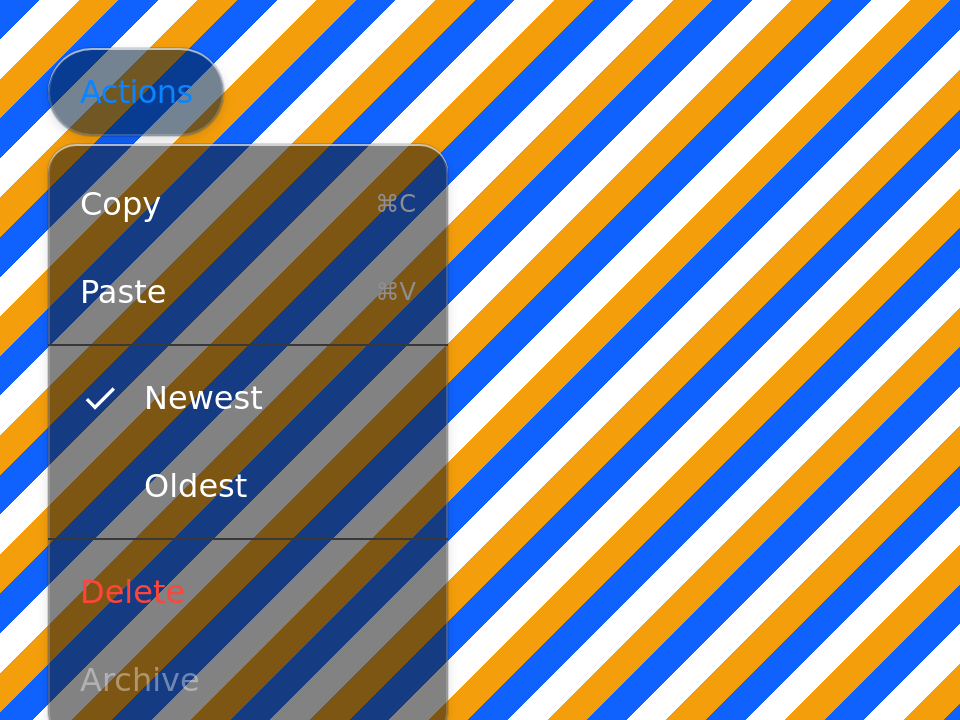 Actions
Copy ⌘C
Paste ⌘V
Newest
Oldest
Delete
Archive